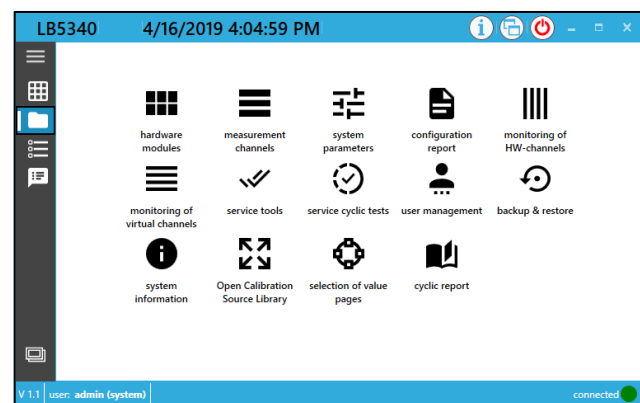 LB5340 4/16/2019 4:04:59 PM
hardware modules
measurement channels
system parameters
configuration report
monitoring of HW-channels
monitoring of virtual channels
service tools
service cyclic tests
user management
backup & restore
system information
Open Calibration Source Library
selection of value pages
cyclic report
V 1.1 user: admin (system) connected